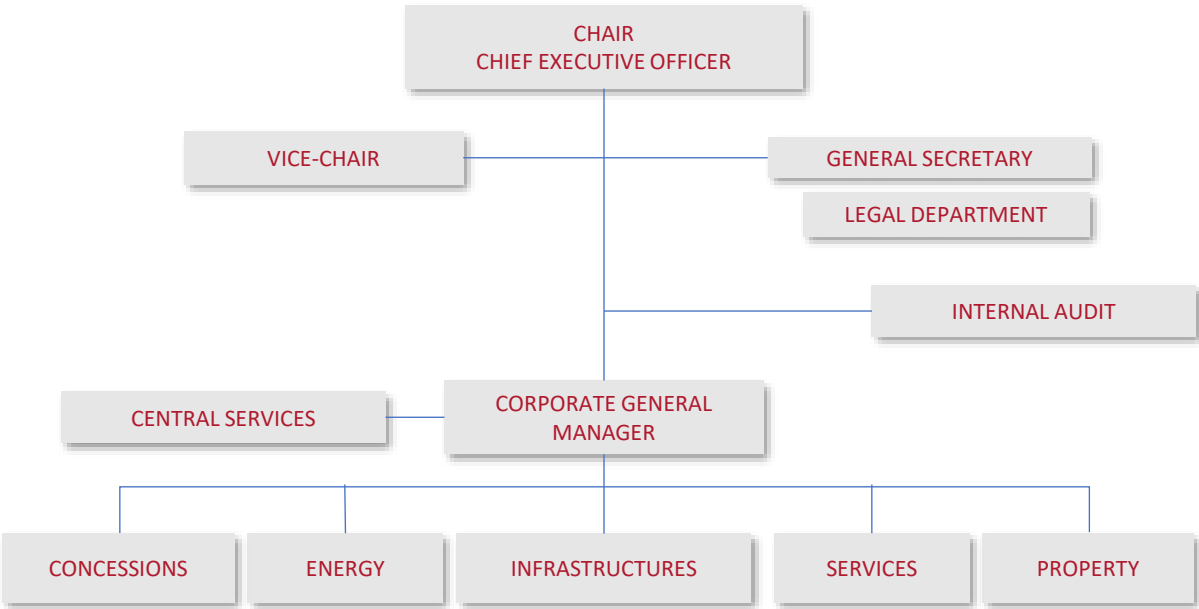 CHAIR
CHIEF EXECUTIVE OFFICER
VICE-CHAIR
GENERAL SECRETARY
LEGAL DEPARTMENT
INTERNAL AUDIT
CENTRAL SERVICES
CORPORATE GENERAL
MANAGER
CONCESSIONS
ENERGY
INFRASTRUCTURES
SERVICES
PROPERTY